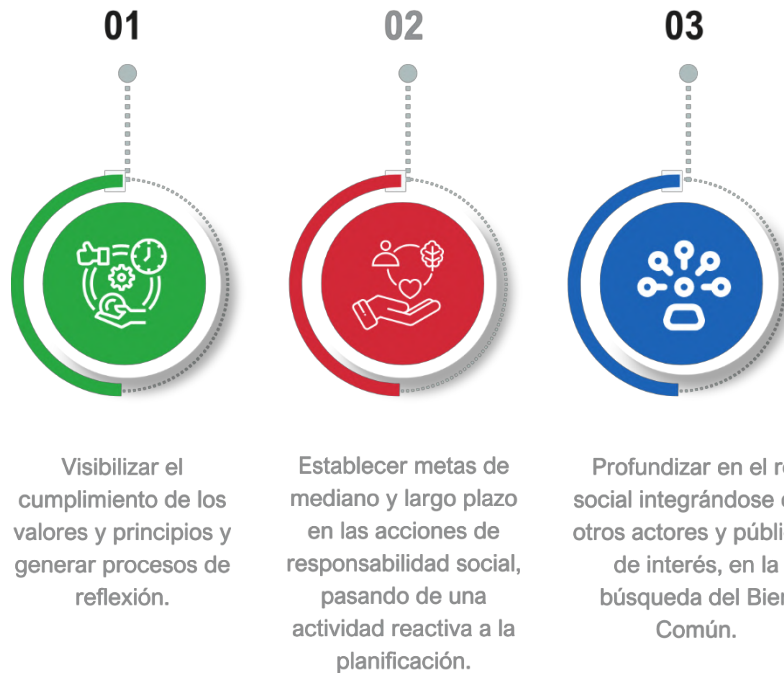 01
02
03
Visibilizar el
cumplimiento de los
valores y principios y
generar procesos de
reflexión.
Establecer metas de
mediano y largo plazo
en las acciones de
responsabilidad social,
pasando de una
actividad reactiva a la
planificación.
Profundizar en el
social integrándose
otros actores y
de interés, en la
búsqueda del
Común.